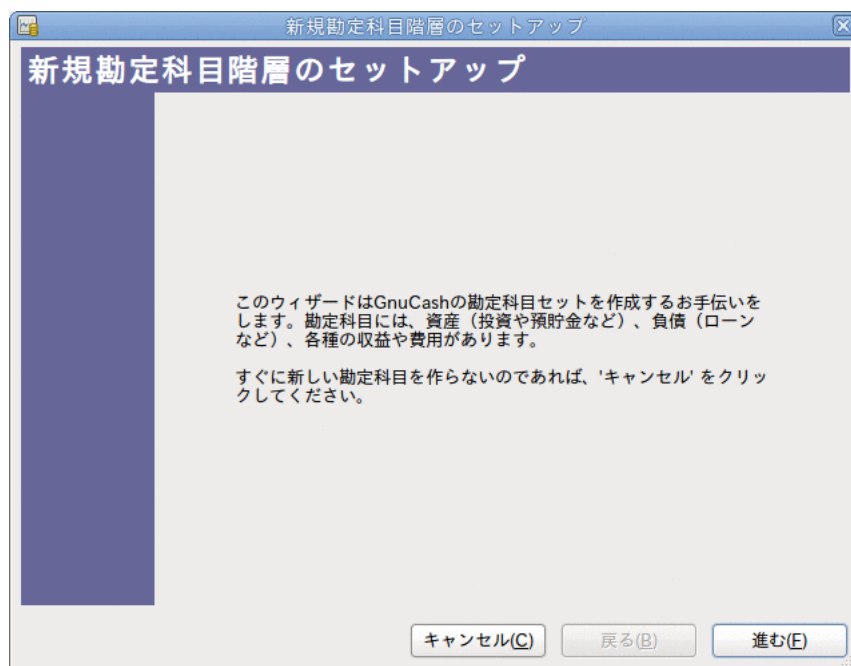 新規勘定科目階層のセットアップ
新規勘定科目階層のセットアップ
このウィザードはGnuCashの勘定科目セットを作成するお手伝いを
します。勘定科目には、資産（投資や預貯金など）、負債（ローン
など）、各種の収益や費用があります。
すぐに新しい勘定科目を作らないのであれば、'キャンセル' をクリッ
クしてください。
キャンセル(C)
戻る(B)
進む(F)